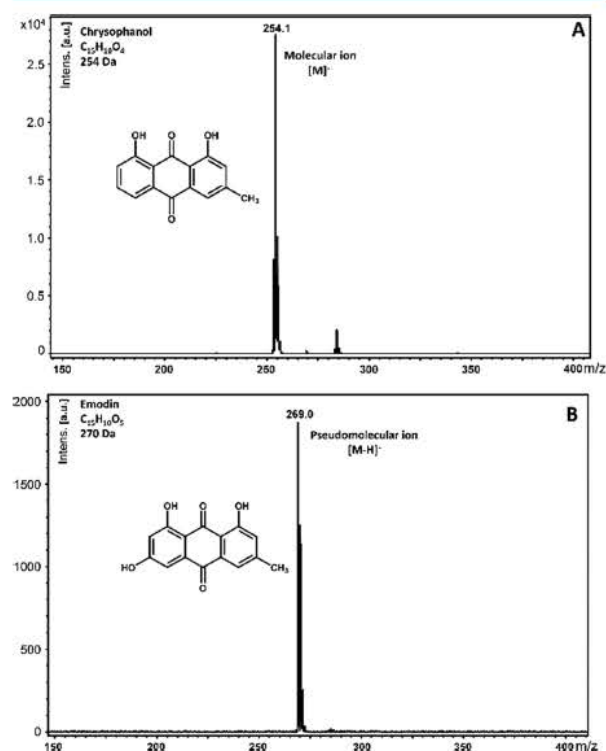 x10⁴
Intens. [a.u.]
Chrysophanol
C₁₅H₁₀O₄
254 Da
254.1
A
Molecular ion
[M]⁻
2.5
2.0
1.5
1.0
0.5
0
OH
O
OH
CH₃
O
150
200
250
300
350
400 m/z
2000
Intens. [a.u.]
Emodin
C₁₅H₁₀O₅
270 Da
269.0
B
Pseudomolecular ion
[M-H]⁻
1500
1000
500
0
OH
O
OH
HO
CH₃
O
150
200
250
300
350
400 m/z